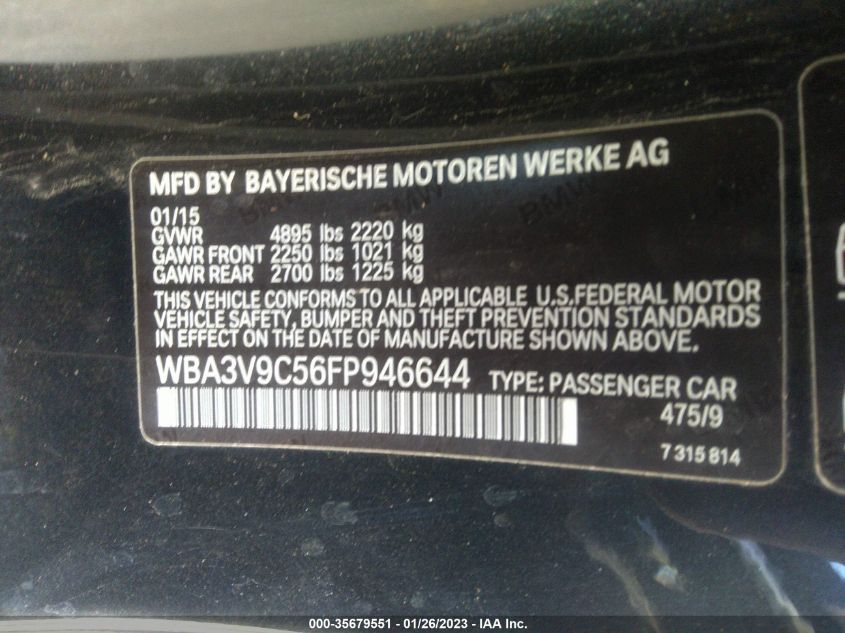 MFD BY BAYERISCHE MOTOREN WERKE AG
01/15
GVWR 4895 lbs 2220 kg
GAWR FRONT 2250 lbs 1021 kg
GAWR REAR 2700 lbs 1225 kg
THIS VEHICLE CONFORMS TO ALL APPLICABLE U.S.FEDERAL MOTOR
VEHICLE SAFETY, BUMPER AND THEFT PREVENTION STANDARDS
IN EFFECT ON THE DATE OF MANUFACTURE SHOWN ABOVE.
WBA3V9C56FP946644 TYPE: PASSENGER CAR
475/9
7 315 814
000-35679551 / 01/26/2023 - IAA Inc.